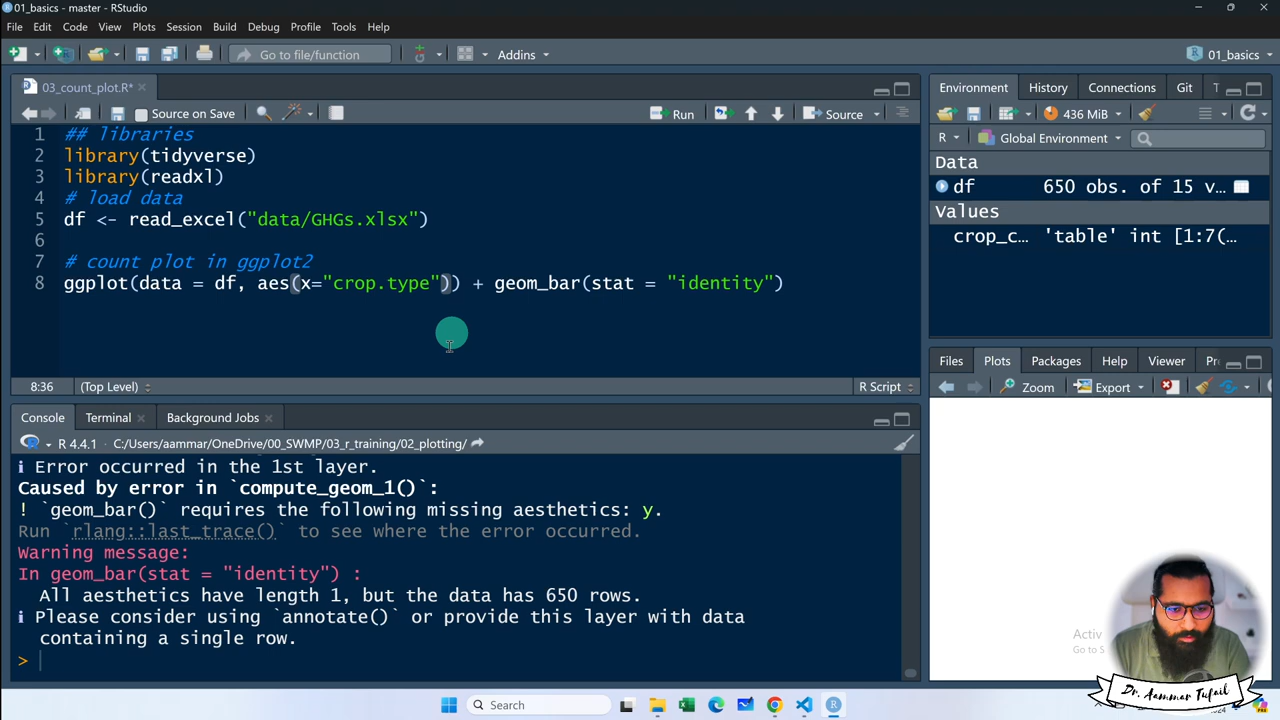 01_basics - master - RStudio
File Edit Code View Plots Session Build Debug Profile Tools Help
Go to file/function Addins 01_basics
03_count_plot.R*
Source on Save Run Source
1 ## libraries
2 library(tidyverse)
3 library(readxl)
4 # load data
5 df <- read_excel("data/GHGs.xlsx")
6
7 # count plot in ggplot2
8 ggplot(data = df, aes(x="crop.type")) + geom_bar(stat = "identity")
8:36 (Top Level) R Script
Console Terminal Background Jobs
R 4.4.1 · C:/Users/aammar/OneDrive/00_SWMP/03_r_training/02_plotting/
i Error occurred in the 1st layer.
Caused by error in `compute_geom_1()`:
! `geom_bar()` requires the following missing aesthetics: y.
Run `rlang::last_trace()` to see where the error occurred.
Warning message:
In geom_bar(stat = "identity") :
All aesthetics have length 1, but the data has 650 rows.
i Please consider using `annotate()` or provide this layer with data
containing a single row.
>
Environment History Connections Git T
436 MiB
R Global Environment
Data
df 650 obs. of 15 v…
Values
crop_c… 'table' int [1:7(…
Files Plots Packages Help Viewer Pr
Zoom Export
Activ
Go to S
Dr. Aammar Tufail
Search